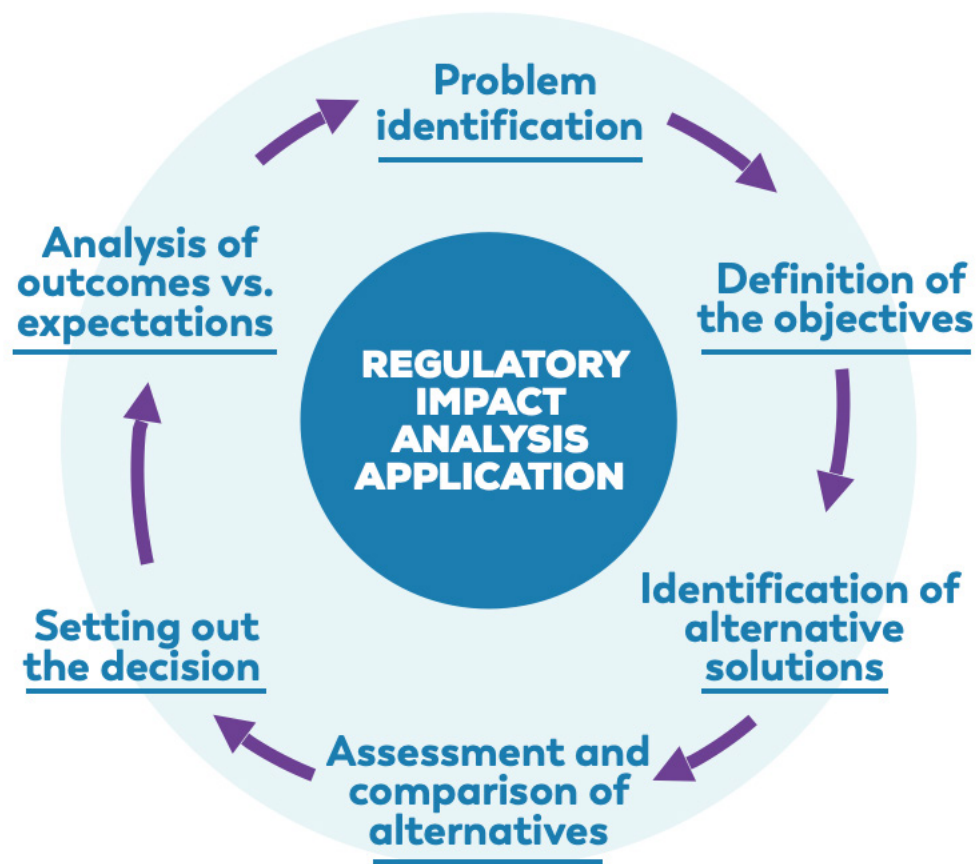 Problem
identification
Definition of
the objectives
Identification of
alternative
solutions
Assessment and
comparison of
alternatives
Setting out
the decision
Analysis of
outcomes vs.
expectations
REGULATORY
IMPACT
ANALYSIS
APPLICATION